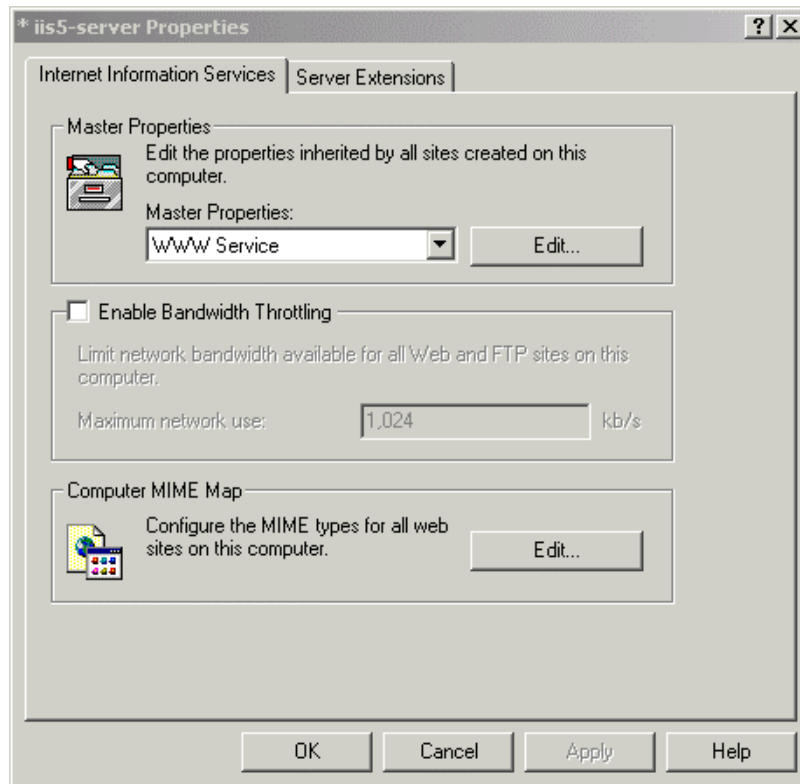 * iis5-server Properties
Internet Information Services
Server Extensions
Master Properties
Edit the properties inherited by all sites created on this
computer.
Master Properties:
WWW Service
Edit...
Enable Bandwidth Throttling
Limit network bandwidth available for all Web and FTP sites on this
computer.
Maximum network use:
1,024
kb/s
Computer MIME Map
Configure the MIME types for all web
sites on this computer.
Edit...
OK
Cancel
Apply
Help